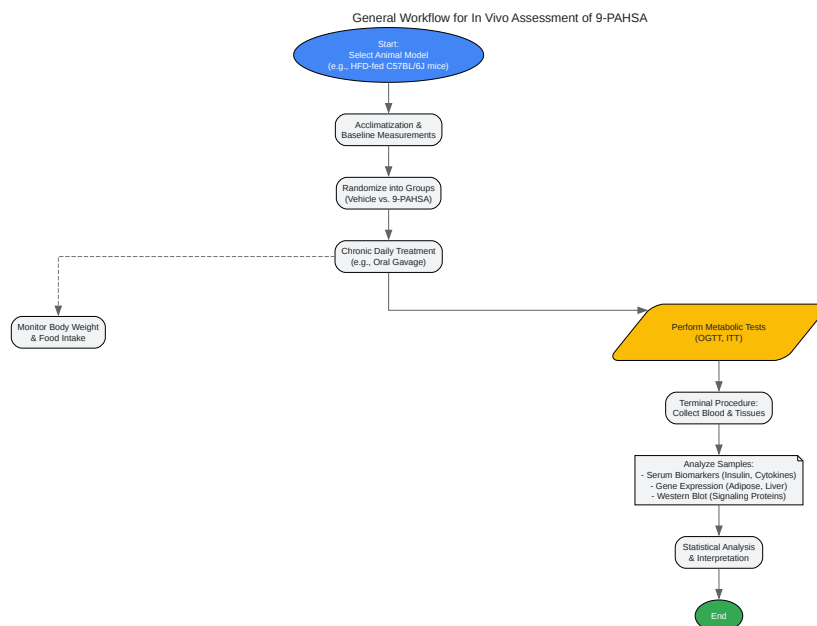 General Workflow for In Vivo Assessment of 9-PAHSA
Start:
Select Animal Model
(e.g., HFD-fed C57BL/6J mice)
Acclimatization &
Baseline Measurements
Randomize into Groups
(Vehicle vs. 9-PAHSA)
Chronic Daily Treatment
(e.g., Oral Gavage)
Monitor Body Weight
& Food Intake
Perform Metabolic Tests
(OGTT, ITT)
Terminal Procedure:
Collect Blood & Tissues
Analyze Samples:
- Serum Biomarkers (Insulin, Cytokines)
- Gene Expression (Adipose, Liver)
- Western Blot (Signaling Proteins)
Statistical Analysis
& Interpretation
End